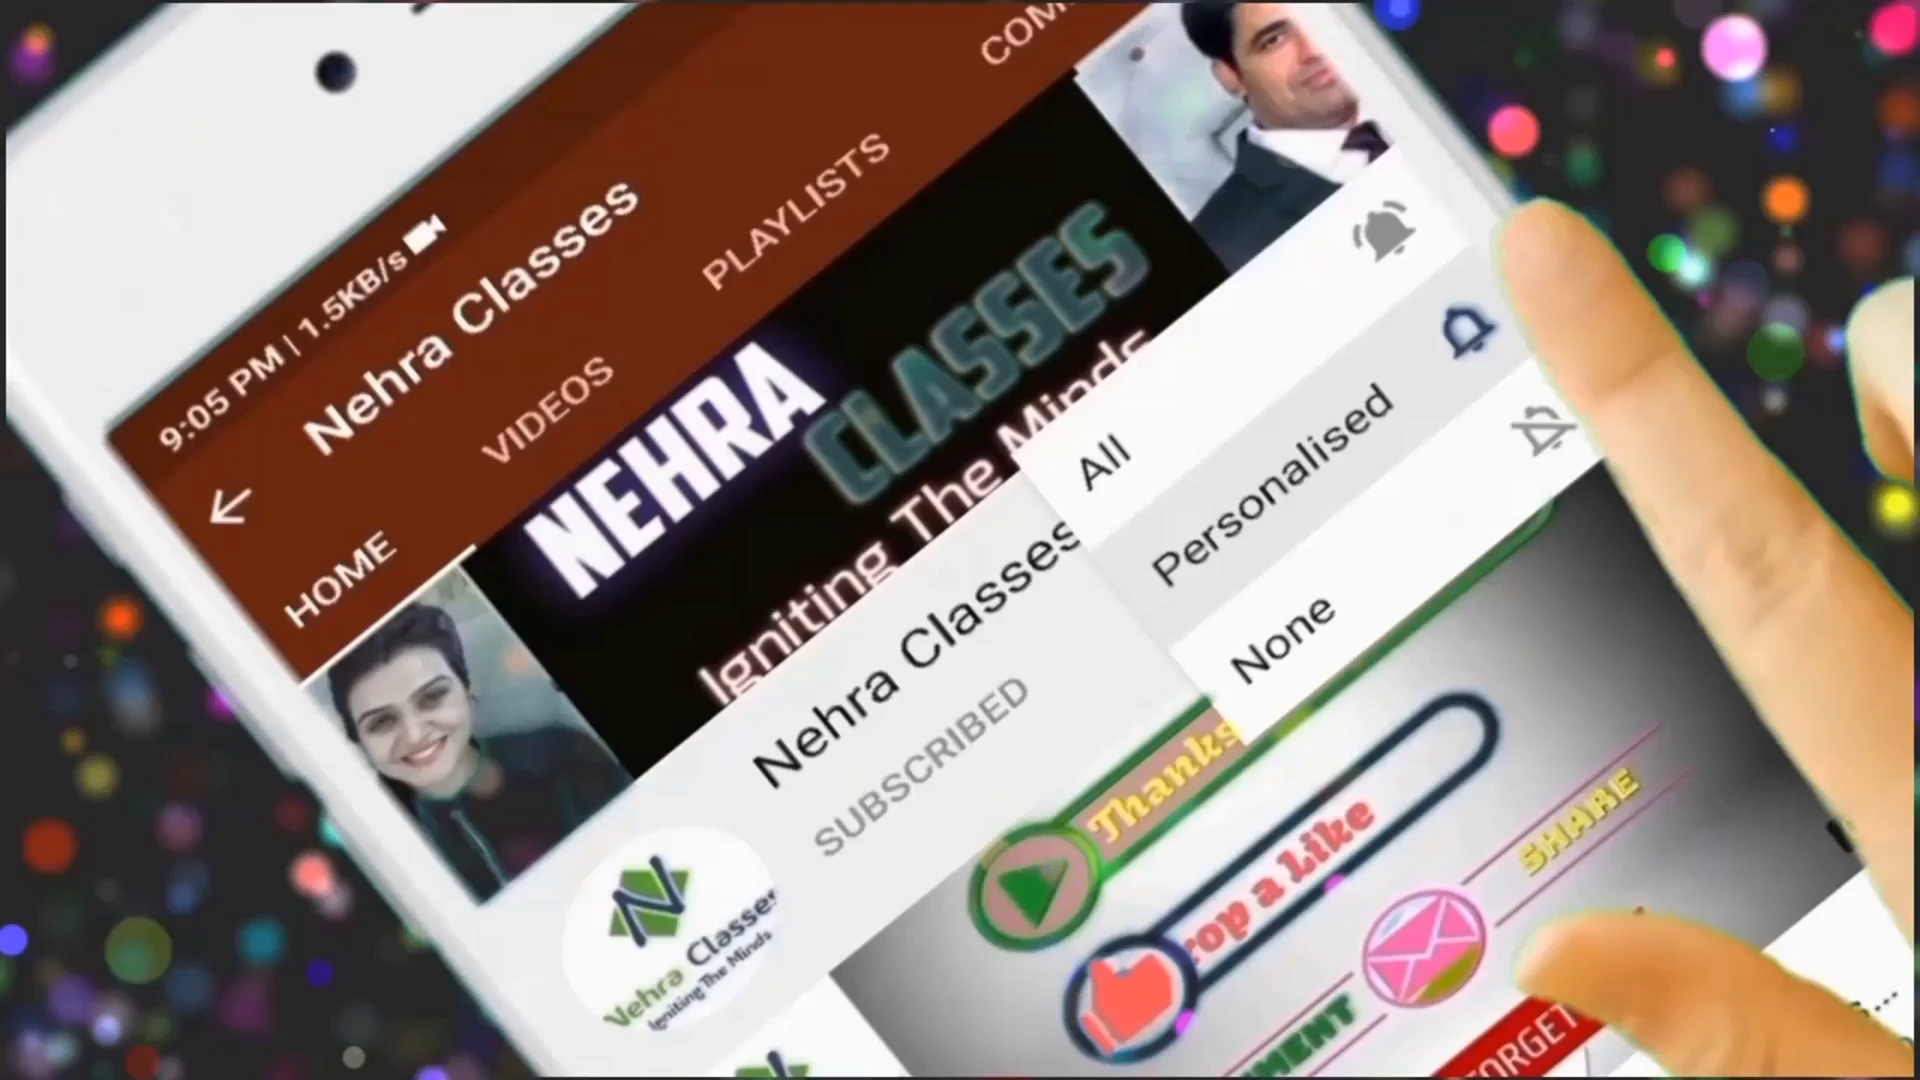 9:05 PM | 1.5KB/s
Nehra Classes
HOME
VIDEOS
PLAYLISTS
NEHRA
CLASSES
Igniting The Minds
All
Personalised
None
Nehra Classes
SUBSCRIBED
Nehra Classes
Igniting The Minds
Thanks
a Like
SHARE